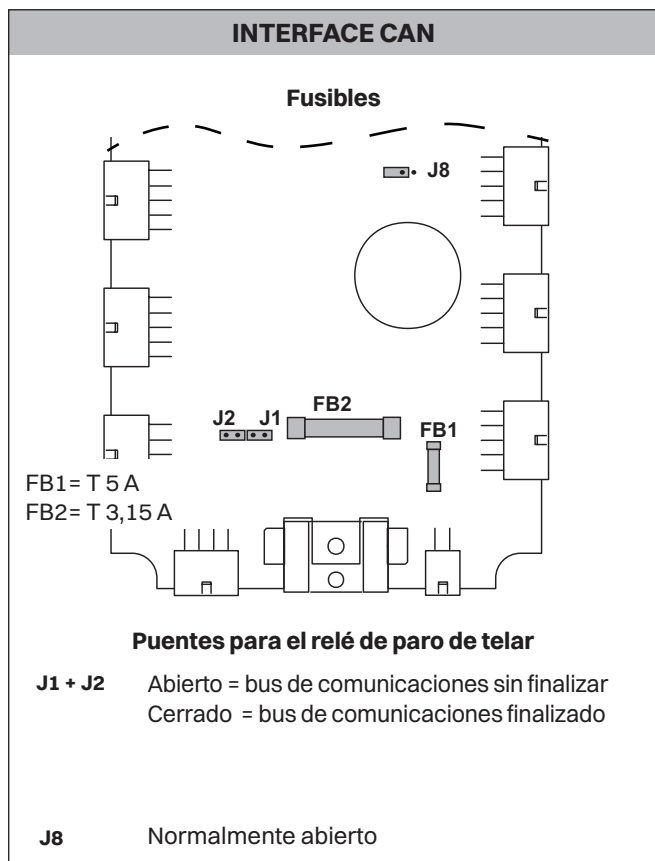 INTERFACE CAN
Fusibles
J8
J2 J1 FB2
FB1
FB1= T 5 A
FB2= T 3,15 A
Puentes para el relé de paro de telar
J1 + J2 Abierto = bus de comunicaciones sin finalizar
Cerrado = bus de comunicaciones finalizado
J8 Normalmente abierto